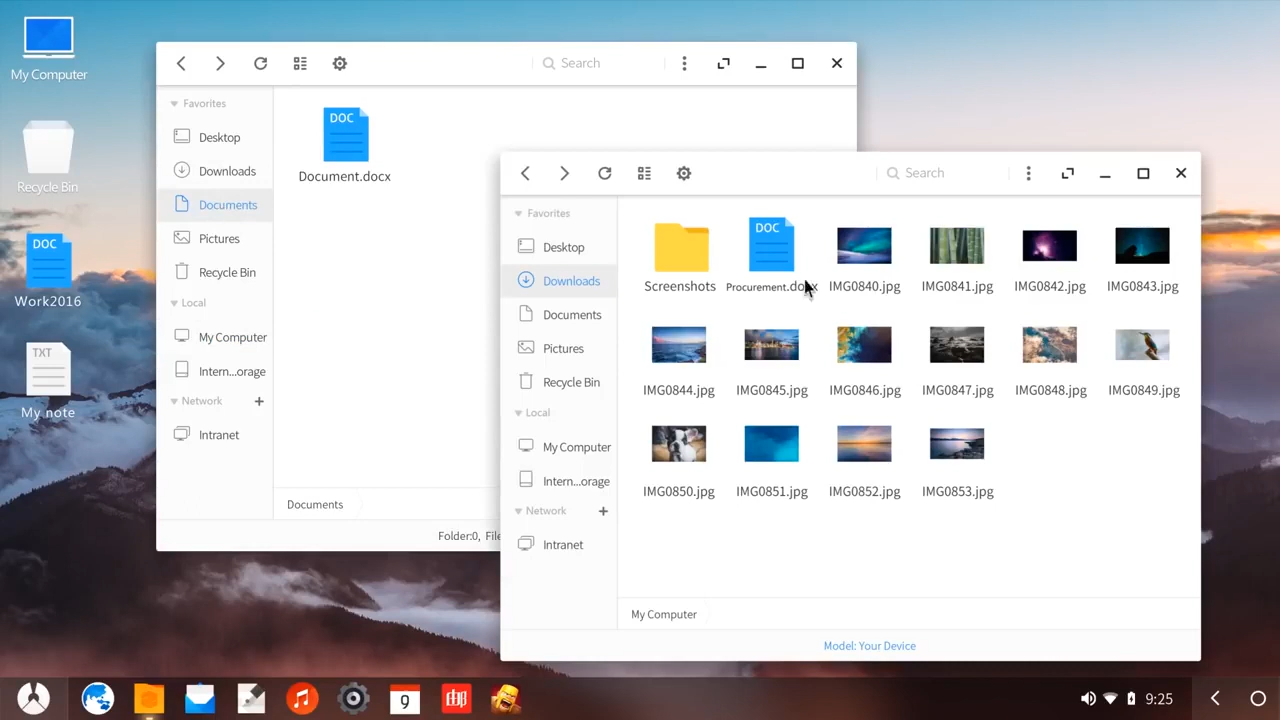 My Computer
Recycle Bin
DOC
Work2016
TXT
My note
Search
Favorites
Desktop
Downloads
Documents
Pictures
Recycle Bin
Local
My Computer
Intern...orage
Network +
Intranet
DOC
Document.docx
Documents
Folder:0, File
Search
Favorites
Desktop
Downloads
Documents
Pictures
Recycle Bin
Local
My Computer
Intern...orage
Network +
Intranet
DOC
Screenshots Procurement.docx IMG0840.jpg IMG0841.jpg IMG0842.jpg IMG0843.jpg
IMG0844.jpg IMG0845.jpg IMG0846.jpg IMG0847.jpg IMG0848.jpg IMG0849.jpg
IMG0850.jpg IMG0851.jpg IMG0852.jpg IMG0853.jpg
My Computer
Model: Your Device
9
9:25